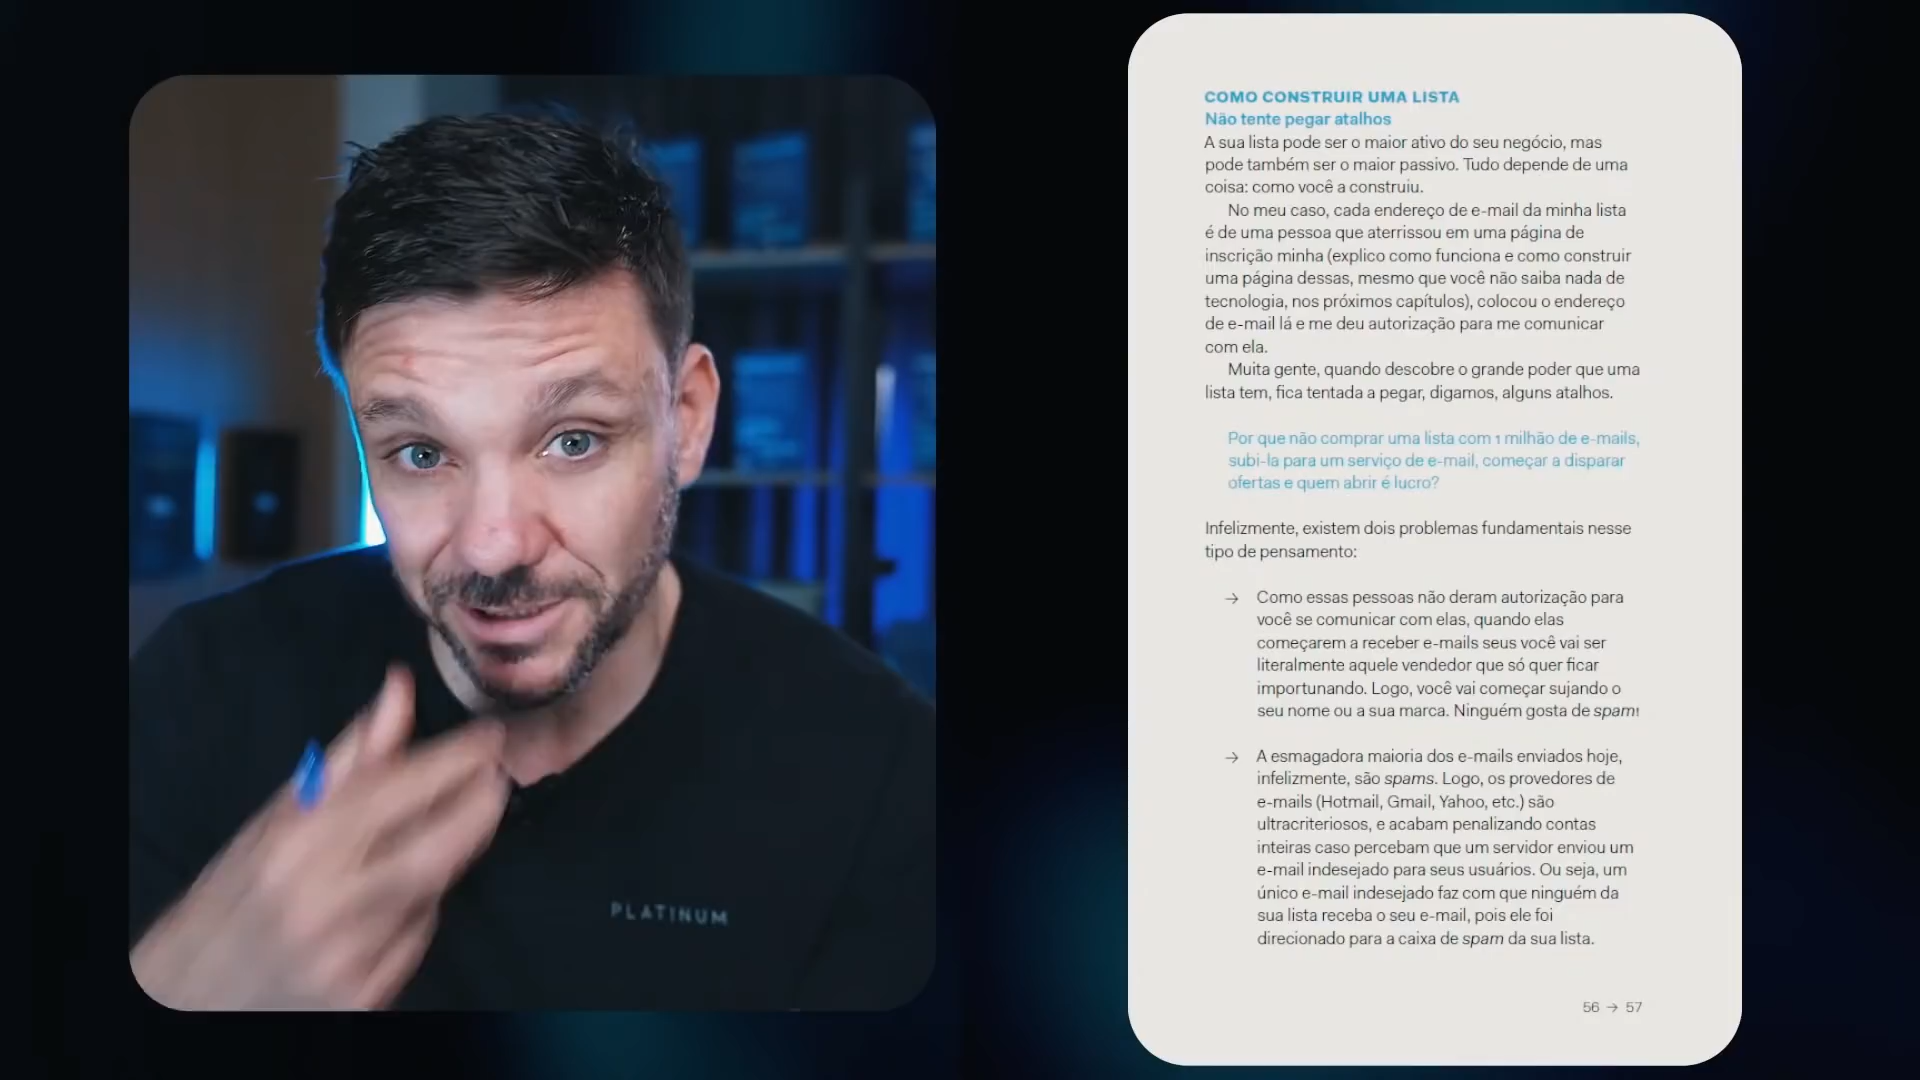 PLATINUM
COMO CONSTRUIR UMA LISTA
Não tente pegar atalhos
A sua lista pode ser o maior ativo do seu negócio, mas
pode também ser o maior passivo. Tudo depende de uma
coisa: como você a construiu.
No meu caso, cada endereço de e-mail da minha lista
é de uma pessoa que aterrissou em uma página de
inscrição minha (explico como funciona e como construir
uma página dessas, mesmo que você não saiba nada de
tecnologia, nos próximos capítulos), colocou o endereço
de e-mail lá e me deu autorização para me comunicar
com ela.
Muita gente, quando descobre o grande poder que uma
lista tem, fica tentada a pegar, digamos, alguns atalhos.
Por que não comprar uma lista com 1 milhão de e-mails,
subi-la para um serviço de e-mail, começar a disparar
ofertas e quem abrir é lucro?
Infelizmente, existem dois problemas fundamentais nesse
tipo de pensamento:
→ Como essas pessoas não deram autorização para
você se comunicar com elas, quando elas
começarem a receber e-mails seus você vai ser
literalmente aquele vendedor que só quer ficar
importunando. Logo, você vai começar sujando o
seu nome ou a sua marca. Ninguém gosta de spam!
→ A esmagadora maioria dos e-mails enviados hoje,
infelizmente, são spams. Logo, os provedores de
e-mails (Hotmail, Gmail, Yahoo, etc.) são
ultracriteriosos, e acabam penalizando contas
inteiras caso percebam que um servidor enviou um
e-mail indesejado para seus usuários. Ou seja, um
único e-mail indesejado faz com que ninguém da
sua lista receba o seu e-mail, pois ele foi
direcionado para a caixa de spam da sua lista.
56 → 57